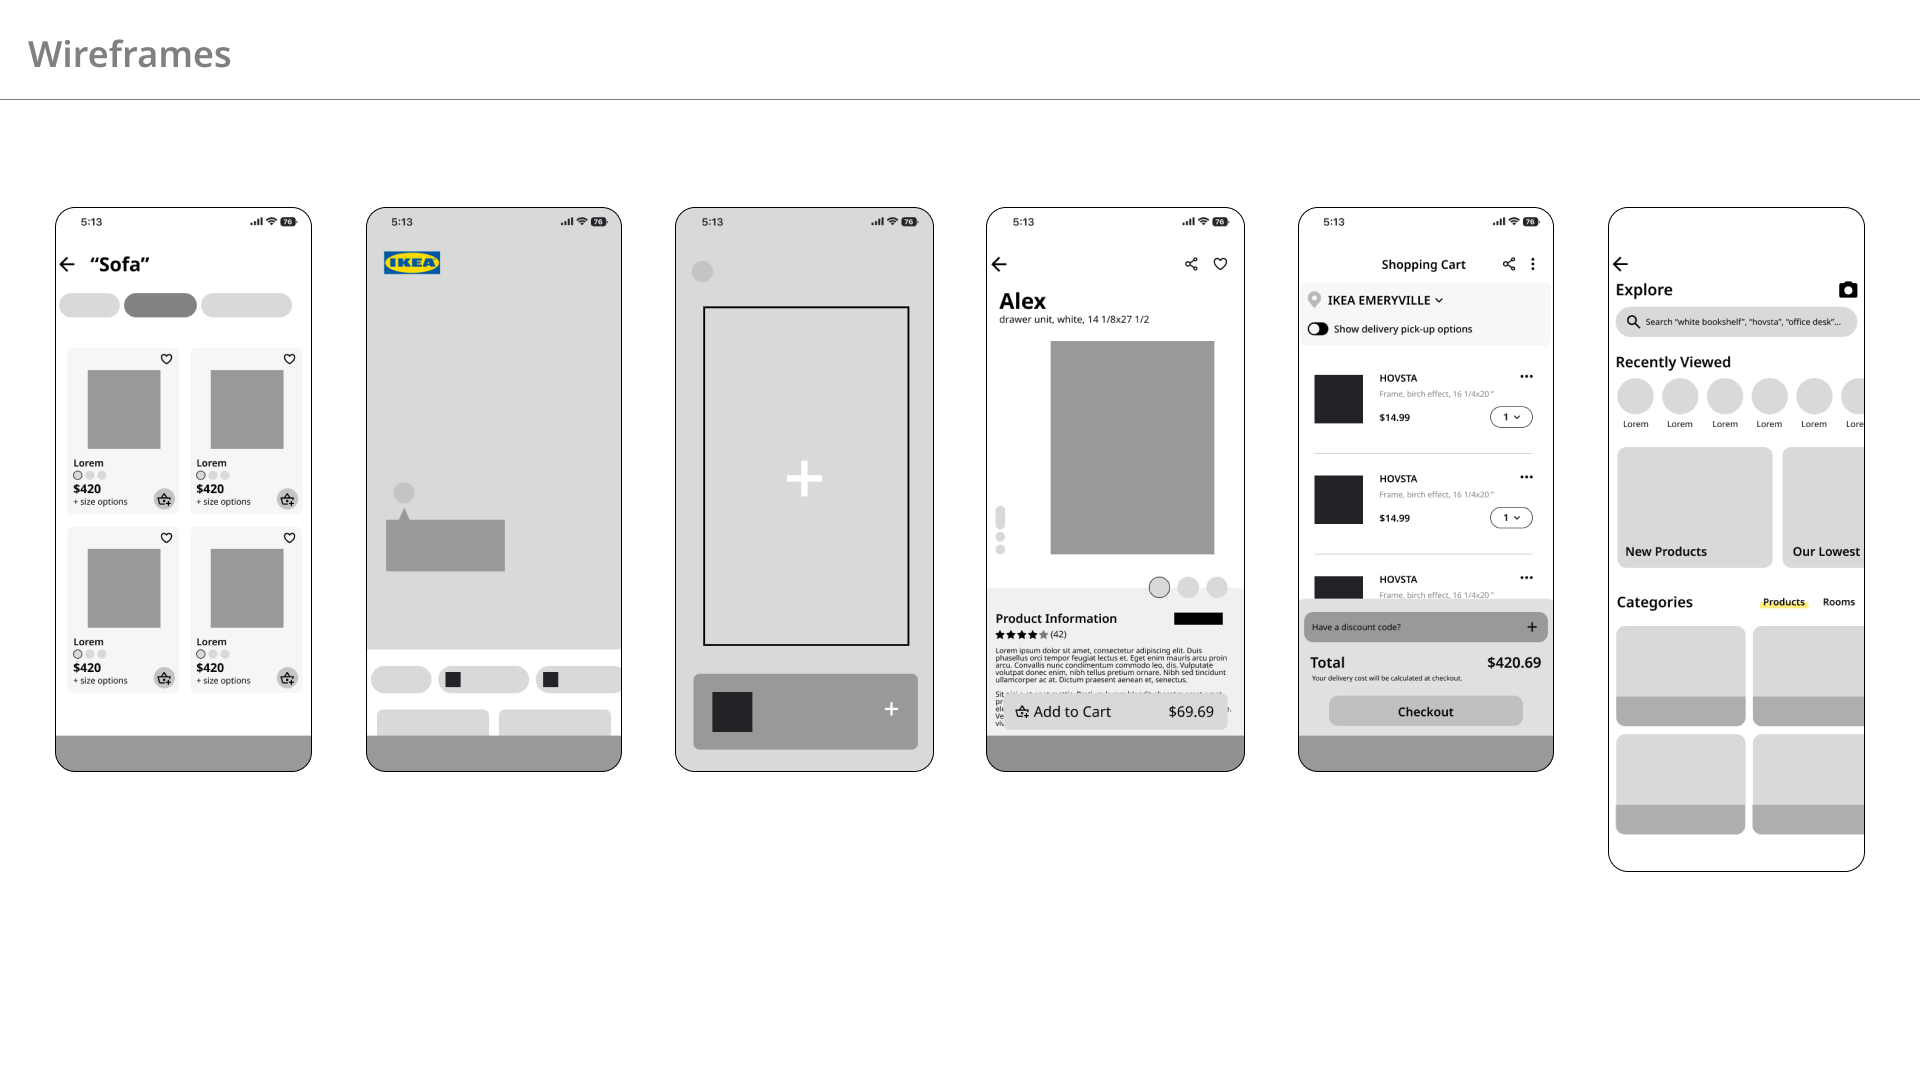 Wireframes
5:13
76
“Sofa”
Lorem
$420
+ size options
Lorem
$420
+ size options
Lorem
$420
+ size options
Lorem
$420
+ size options
5:13
76
IKEA
5:13
76
5:13
76
Alex
drawer unit, white, 14 1/8x27 1/2
Product Information
(42)
Lorem ipsum dolor sit amet, consectetur adipiscing elit. Duis
phasellus orci tempor feugiat lectus et. Eget enim mauris arcu proin
arcu. Convallis nunc condimentum commodo leo, dis. Vulputate
volutpat donec enim, nibh tellus pretium ornare. Nibh sed tincidunt
ullamcorper ac at. Dictum praesent aenean et, senectus.
Add to Cart $69.69
5:13
76
Shopping Cart
IKEA EMERYVILLE
Show delivery pick-up options
HOVSTA
Frame, birch effect, 16 1/4x20 "
$14.99
1
HOVSTA
Frame, birch effect, 16 1/4x20 "
$14.99
1
HOVSTA
Frame, birch effect, 16 1/4x20 "
Have a discount code?
Total $420.69
Your delivery cost will be calculated at checkout.
Checkout
Explore
Search “white bookshelf”, “hovsta”, “office desk”...
Recently Viewed
Lorem Lorem Lorem Lorem Lorem Lore
New Products
Our Lowest
Categories
Products Rooms